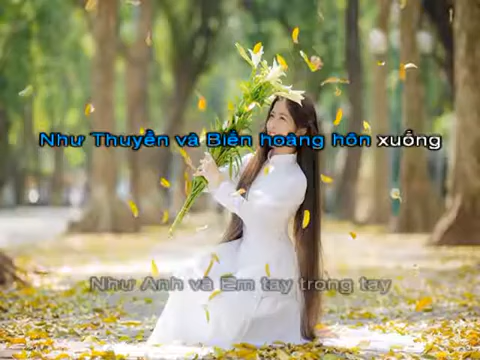 Như Thuyền và Biển hoàng hôn xuống
Như Anh và Em tay trong tay